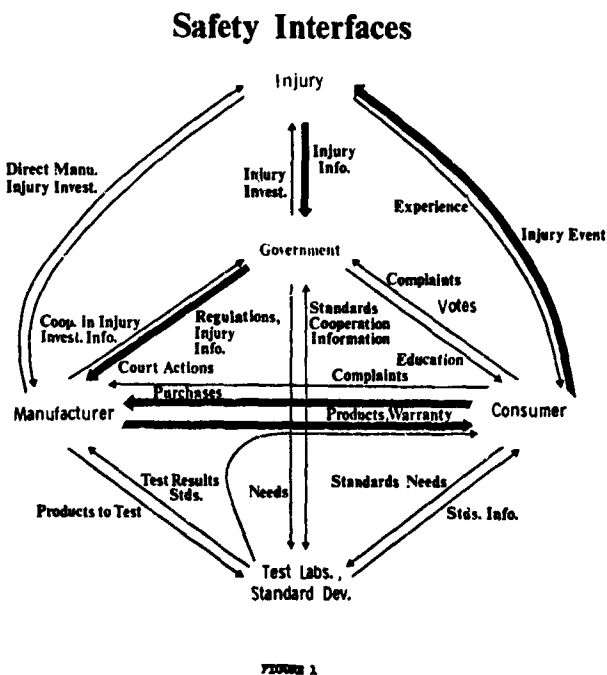 Safety Interfaces
Injury
Direct Manu.
Injury Invest.
Injury
Invest.
Injury
Info.
Experience
Injury Event
Government
Coop. in Injury
Invest. Info.
Regulations,
Injury
Info.
Court Actions
Standards
Cooperation
Information
Complaints
Votes
Education
Complaints
Purchases
Manufacturer
Products, Warranty
Consumer
Test Results
Stds.
Products to Test
Needs
Standards Needs
Stds. Info.
Test Labs.,
Standard Dev.
FIGURE 1